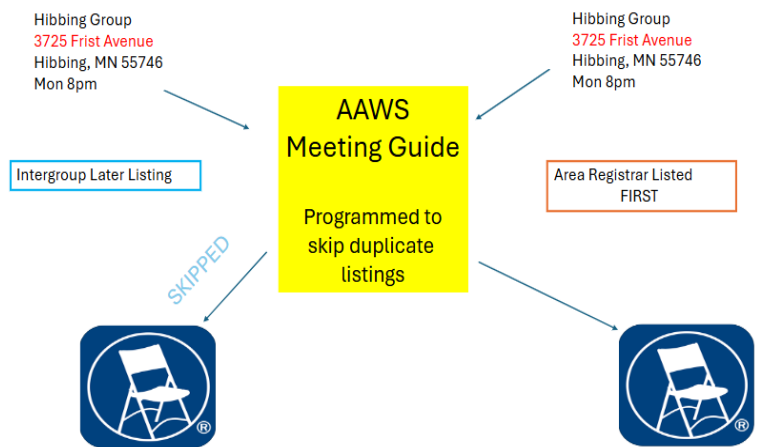 Hibbing Group
3725 Frist Avenue
Hibbing, MN 55746
Mon 8pm
Hibbing Group
3725 Frist Avenue
Hibbing, MN 55746
Mon 8pm
AAWS
Meeting Guide
Programmed to
skip duplicate
listings
Intergroup Later Listing
Area Registrar Listed
FIRST
SKIPPED
®
®